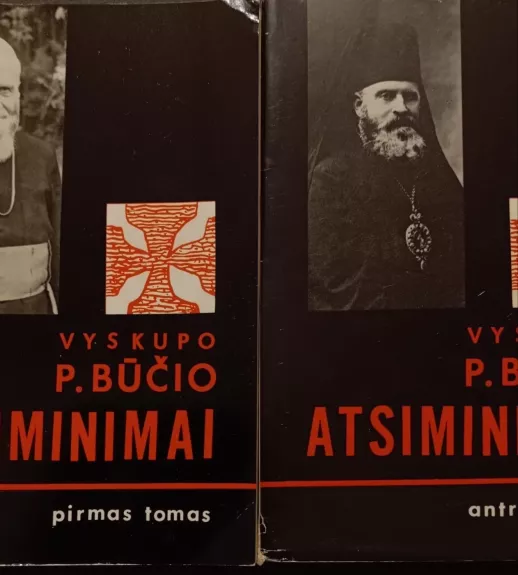 VYSKUPO
P. BŪČIO
MINIMAI
pirmas tomas
VYS
P. B
ATSIMIN
antr